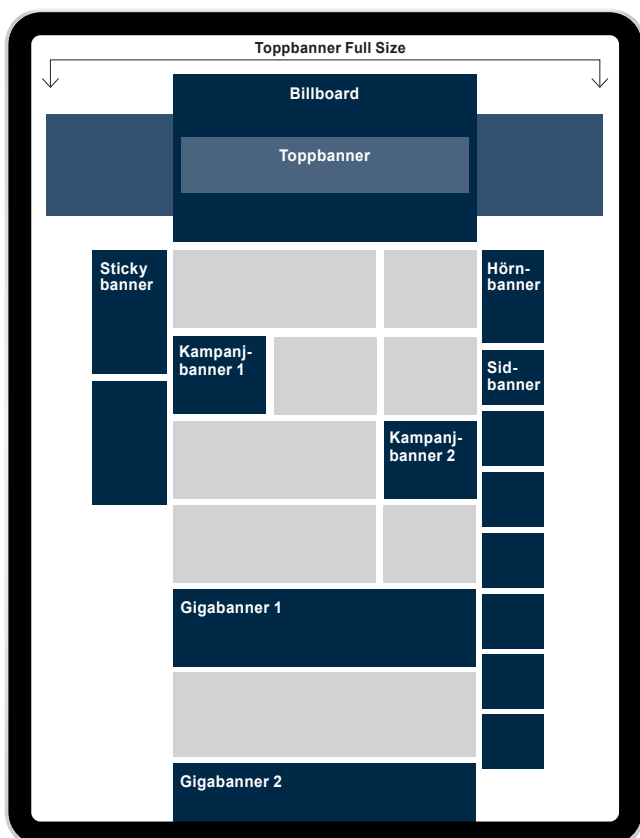 Toppbanner Full Size
Billboard
Toppbanner
Sticky
banner
Hörn-
banner
Kampanj-
banner 1
Sid-
banner
Kampanj-
banner 2
Gigabanner 1
Gigabanner 2